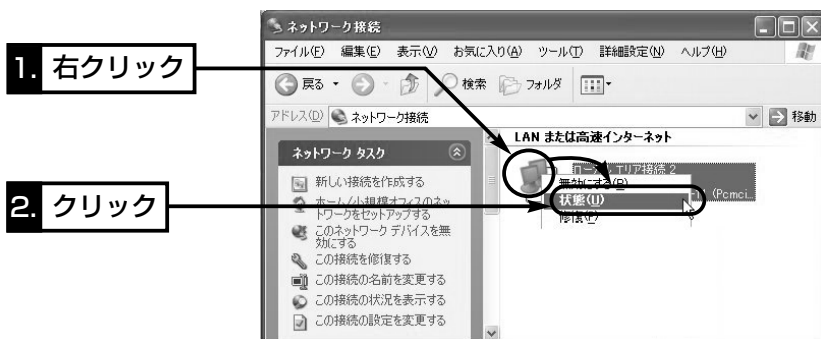 ネットワーク接続
ファイル(F) 編集(E) 表示(V) お気に入り(A) ツール(T) 詳細設定(N) ヘルプ(H)
1. 右クリック
戻る 検索 フォルダ
アドレス(D) ネットワーク接続 移動
LAN または高速インターネット
ネットワーク タスク
ローカル エリア接続 2
新しい接続を作成する
無効にする(B)
(Pcmci...
2. クリック
ホーム/小規模オフィスのネットワークをセットアップする
状態(U)
修復(P)
このネットワーク デバイスを無効にする
この接続を修復する
この接続の名前を変更する
この接続の状況を表示する
この接続の設定を変更する